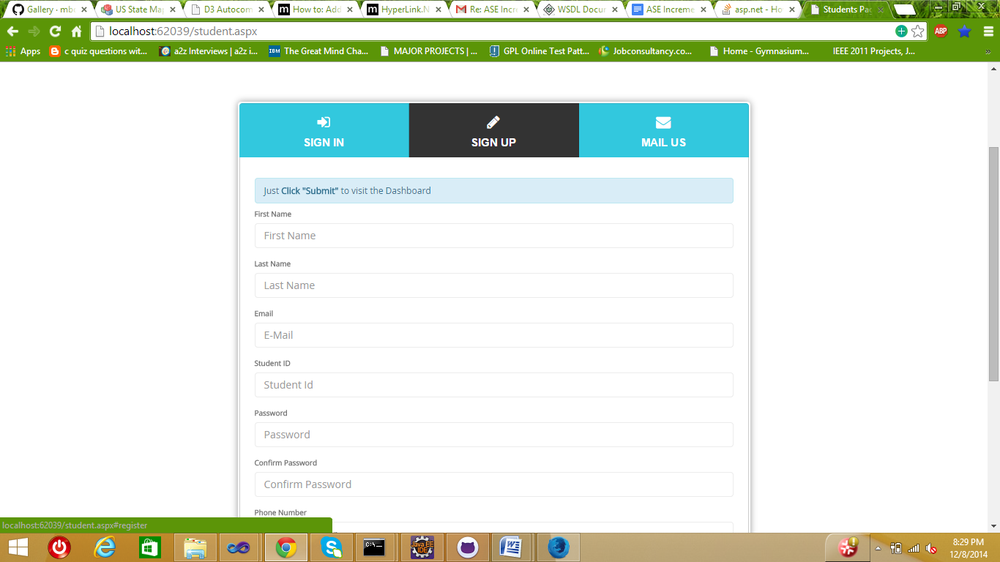 Gallery · mb
US State Ma
D3 Autocom
How to: Add
HyperLink.N
Re: ASE Incre
WSDL Docu
ASE Increme
asp.net - Ho
Students Pa
localhost:62039/student.aspx
ABP
Apps
c quiz questions wit...
a2z Interviews | a2z i...
IBM
The Great Mind Cha...
MAJOR PROJECTS | ...
GPL Online Test Patt...
Jobconsultancy.co...
Home - Gymnasium...
IEEE 2011 Projects, J...
»
SIGN IN
SIGN UP
MAIL US
Just Click "Submit" to visit the Dashboard
First Name
First Name
Last Name
Last Name
Email
E-Mail
Student ID
Student Id
Password
Password
Confirm Password
Confirm Password
Phone Number
localhost:62039/student.aspx#register
C:\.
Java EE
IDE
8:29 PM
12/8/2014